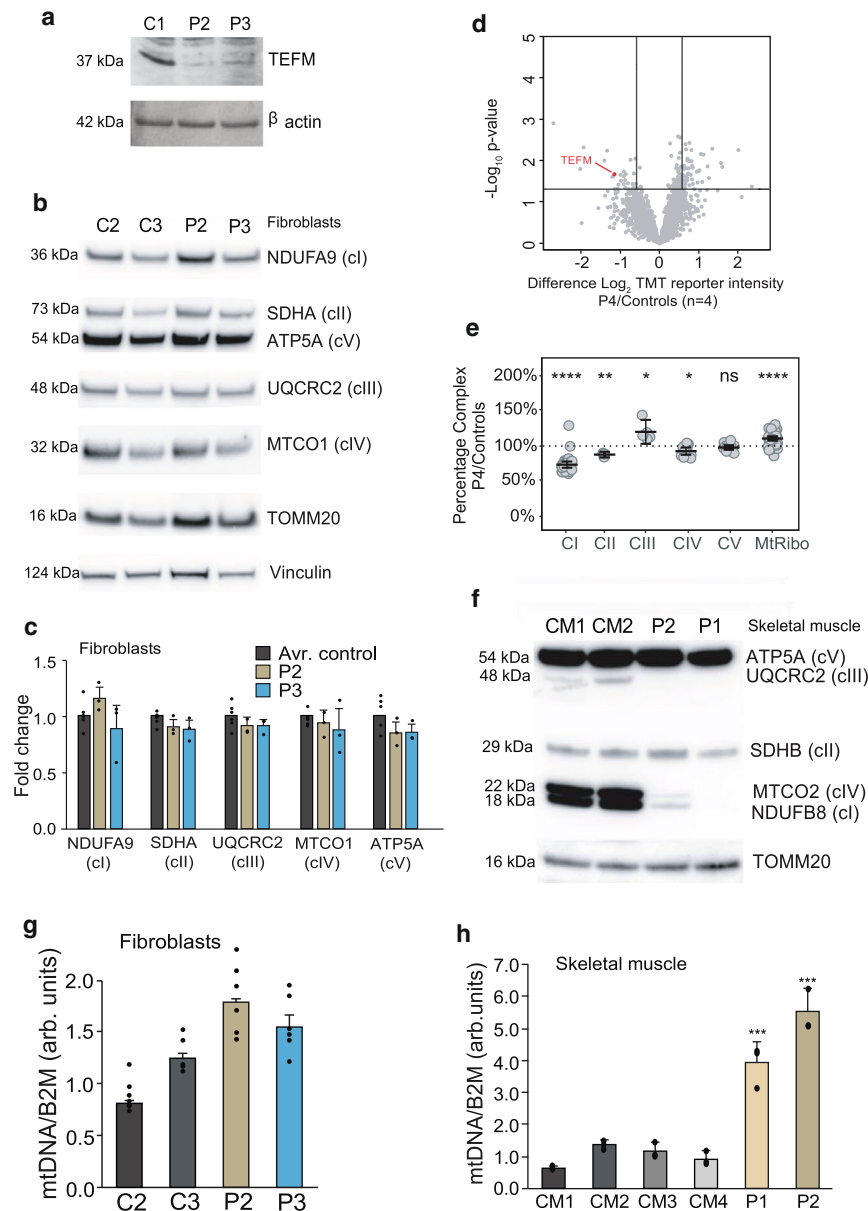 a
C1 P2 P3
37 kDa TEFM
42 kDa β actin
b
C2 C3 P2 P3 Fibroblasts
36 kDa NDUFA9 (cI)
73 kDa SDHA (cII)
54 kDa ATP5A (cV)
48 kDa UQCRC2 (cIII)
32 kDa MTCO1 (cIV)
16 kDa TOMM20
124 kDa Vinculin
c
Fibroblasts
Avr. control
P2
P3
Fold change
1.5
1.0
0.5
0.0
NDUFA9 SDHA UQCRC2 MTCO1 ATP5A
(cI) (cII) (cIII) (cIV) (cV)
d
-Log10 p-value
5
4
3
2
1
0
TEFM
-2 -1 0 1 2
Difference Log2 TMT reporter intensity
P4/Controls (n=4)
e
Percentage Complex
P4/Controls
200%
150%
100%
50%
0%
**** ** * * ns ****
CI CII CIII CIV CV MtRibo
f
CM1 CM2 P2 P1 Skeletal muscle
54 kDa ATP5A (cV)
48 kDa UQCRC2 (cIII)
29 kDa SDHB (cII)
22 kDa MTCO2 (cIV)
18 kDa NDUFB8 (cI)
16 kDa TOMM20
g
Fibroblasts
mtDNA/B2M (arb. units)
2.0
1.5
1.0
0.5
0.0
C2 C3 P2 P3
h
Skeletal muscle
mtDNA/B2M (arb.units)
7.0
6.0
5.0
4.0
3.0
2.0
1.0
0.0
*** ***
CM1 CM2 CM3 CM4 P1 P2